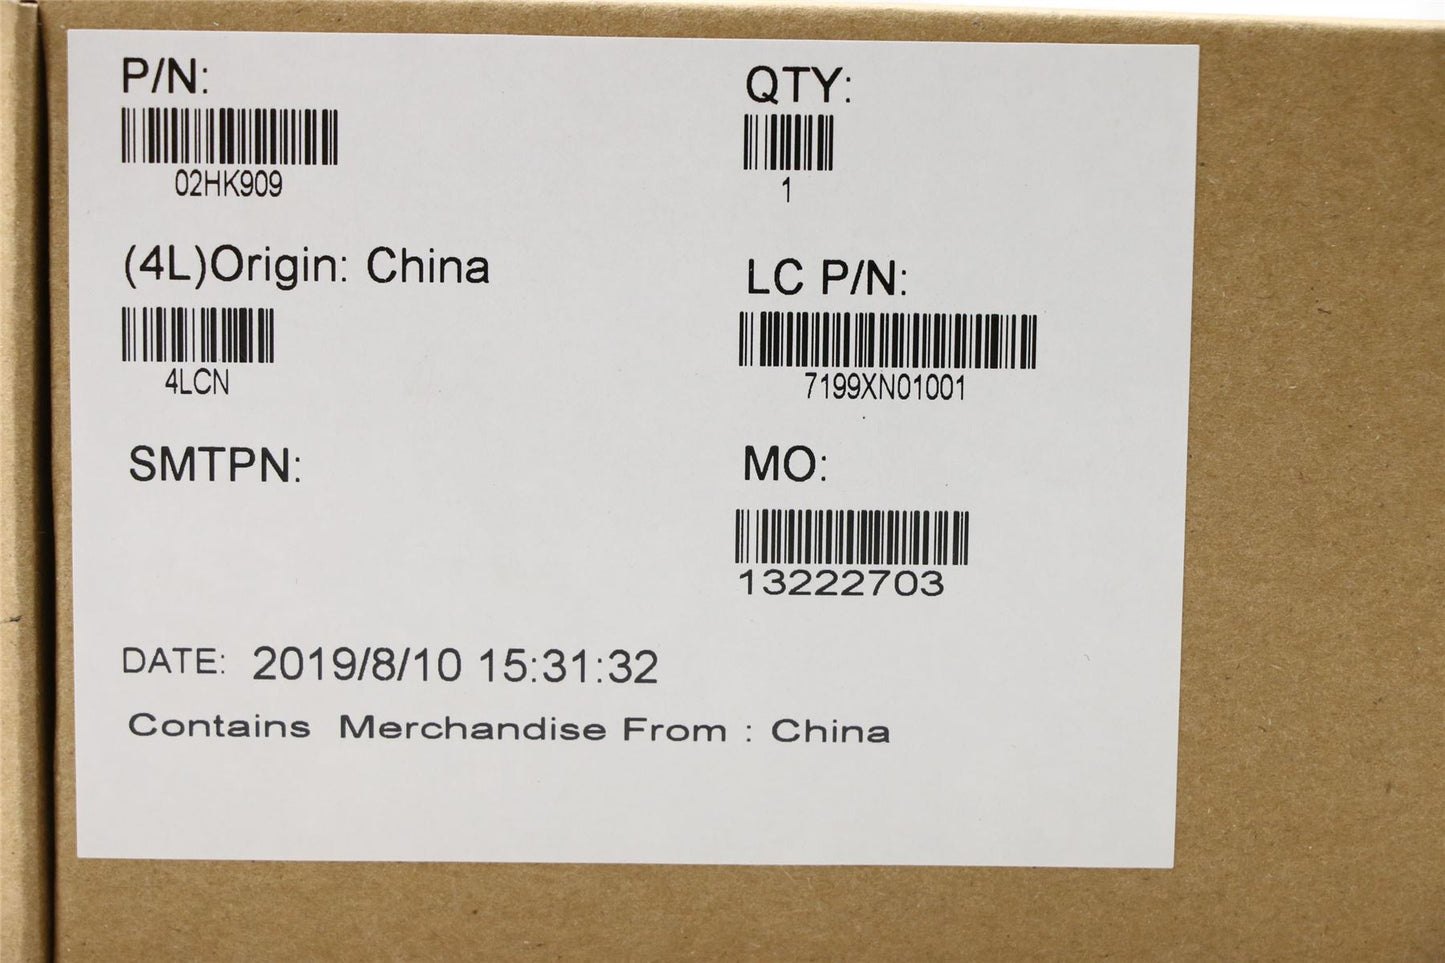 P/N:
02HK909
QTY:
1
(4L)Origin: China
4LCN
LC P/N:
7199XN01001
SMTPN:
MO:
13222703
DATE: 2019/8/10 15:31:32
Contains Merchandise From : China